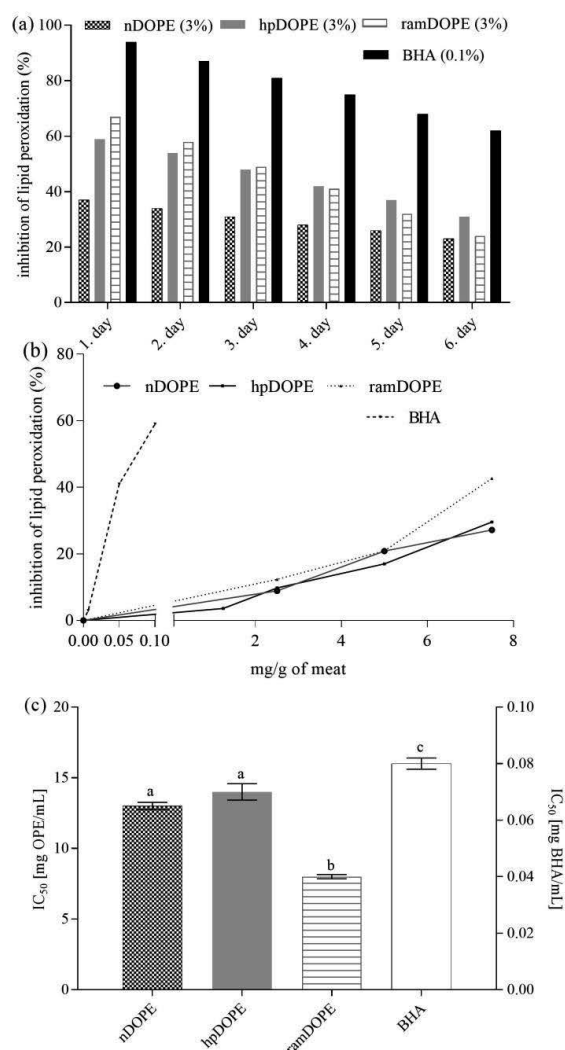 (a)
nDOPE (3%) hpDOPE (3%) ramDOPE (3%)
BHA (0.1%)
inhibition of lipid peroxidation (%)
100
80
60
40
20
0
1. day 2. day 3. day 4. day 5. day 6. day
(b)
nDOPE hpDOPE ramDOPE
BHA
inhibition of lipid peroxidation (%)
80
60
40
20
0
0.00 0.05 0.10 2 4 6 8
mg/g of meat
(c)
IC50 [mg OPE/mL]
20
15
10
5
0
a a b c
0.10
0.08
0.06
0.04
0.02
0.00
IC50 [mg BHA/mL]
nDOPE hpDOPE ramDOPE BHA